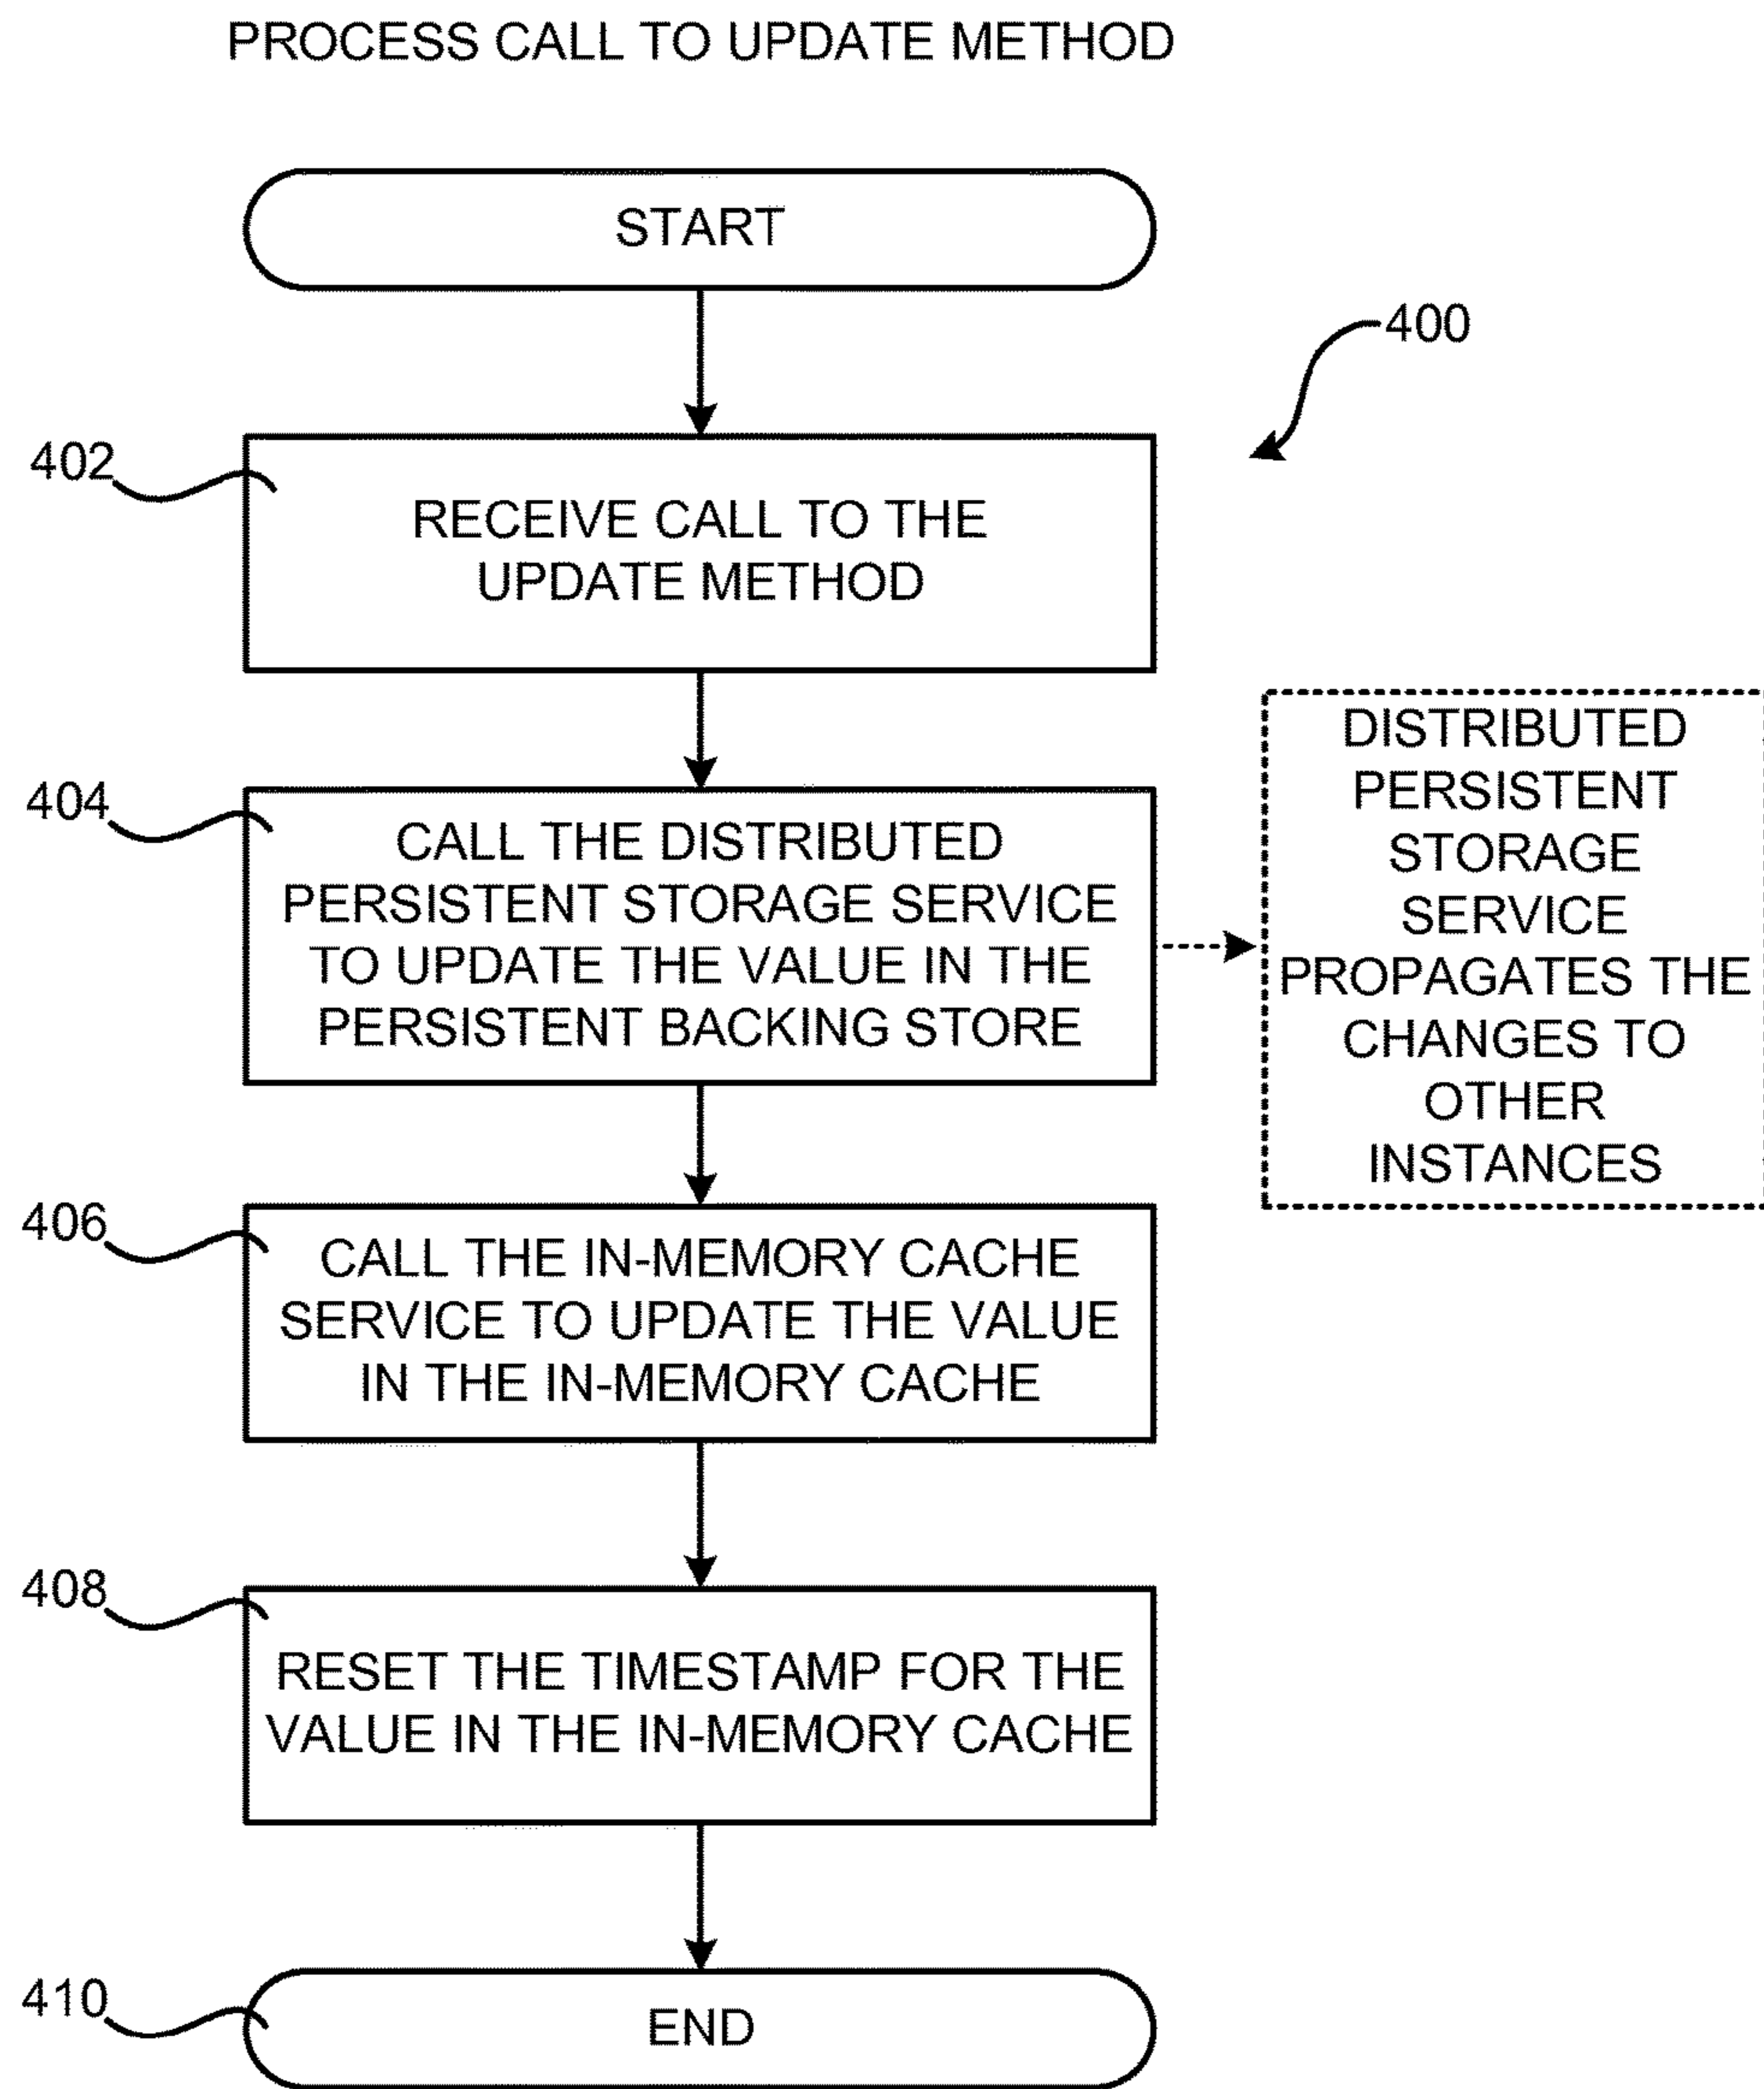 PROCESS CALL TO UPDATE METHOD
START
400
402
RECEIVE CALL TO THE
UPDATE METHOD
404
CALL THE DISTRIBUTED
PERSISTENT STORAGE SERVICE
TO UPDATE THE VALUE IN THE
PERSISTENT BACKING STORE
DISTRIBUTED
PERSISTENT
STORAGE
SERVICE
PROPAGATES THE
CHANGES TO
OTHER
INSTANCES
406
CALL THE IN-MEMORY CACHE
SERVICE TO UPDATE THE VALUE
IN THE IN-MEMORY CACHE
408
RESET THE TIMESTAMP FOR THE
VALUE IN THE IN-MEMORY CACHE
410
END